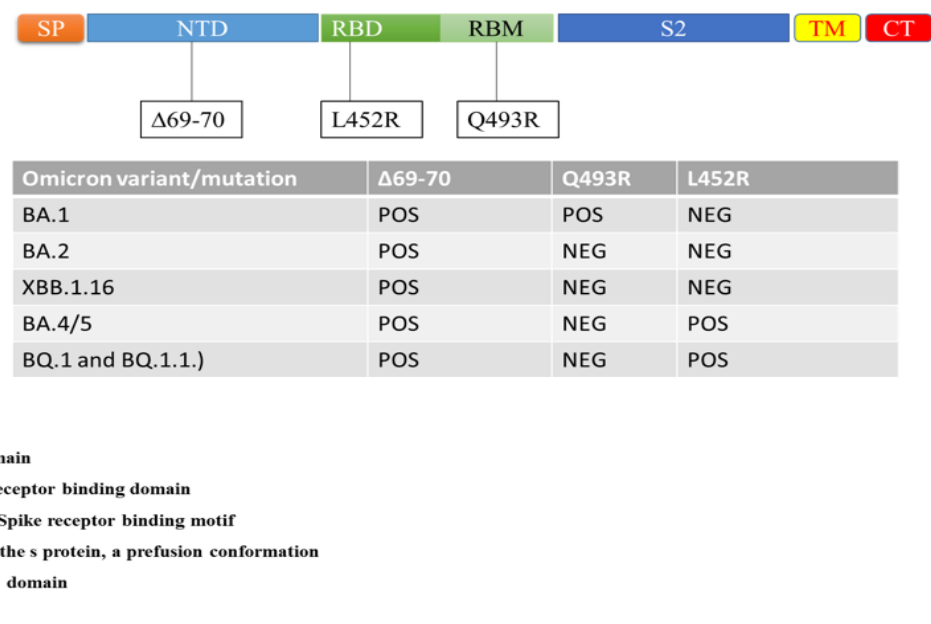 SP NTD RBD RBM S2 TM CT
Δ69-70 L452R Q493R
Omicron variant/mutation Δ69-70 Q493R L452R
BA.1 POS POS NEG
BA.2 POS NEG NEG
XBB.1.16 POS NEG NEG
BA.4/5 POS NEG POS
BQ.1 and BQ.1.1.) POS NEG POS
main
receptor binding domain
Spike receptor binding motif
the s protein, a prefusion conformation
domain